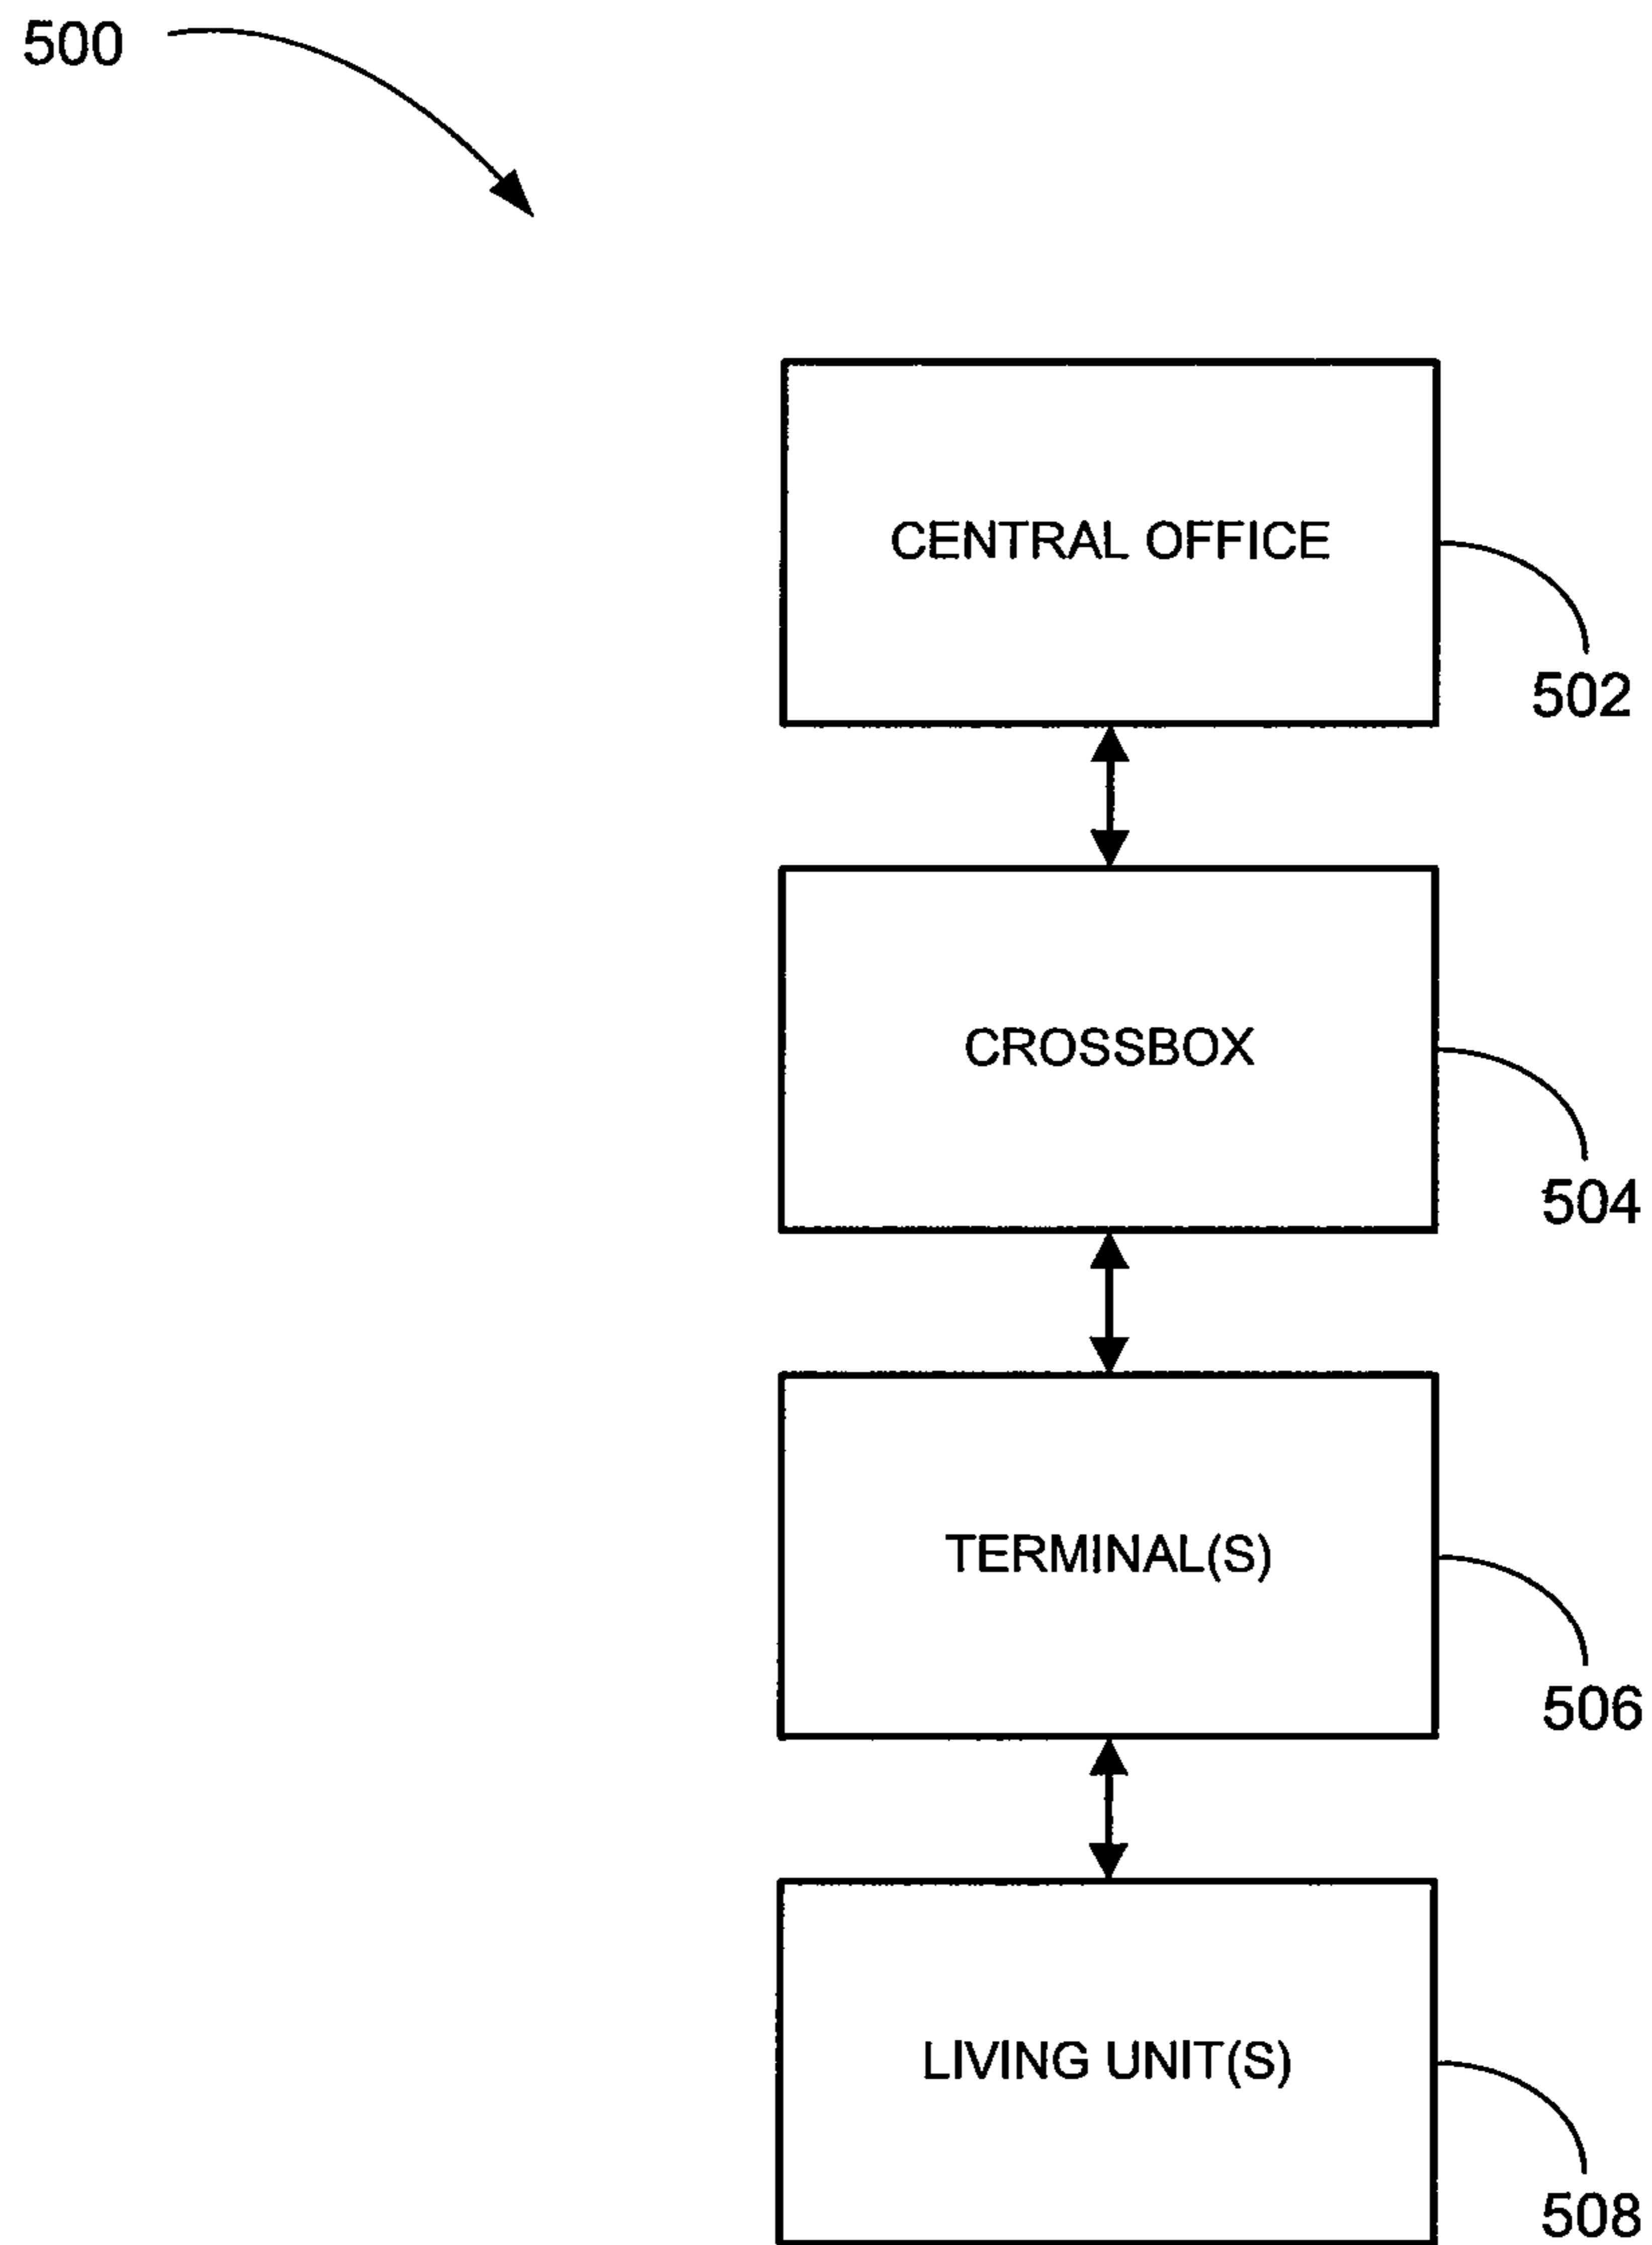 500
CENTRAL OFFICE
502
CROSSBOX
504
TERMINAL(S)
506
LIVING UNIT(S)
508